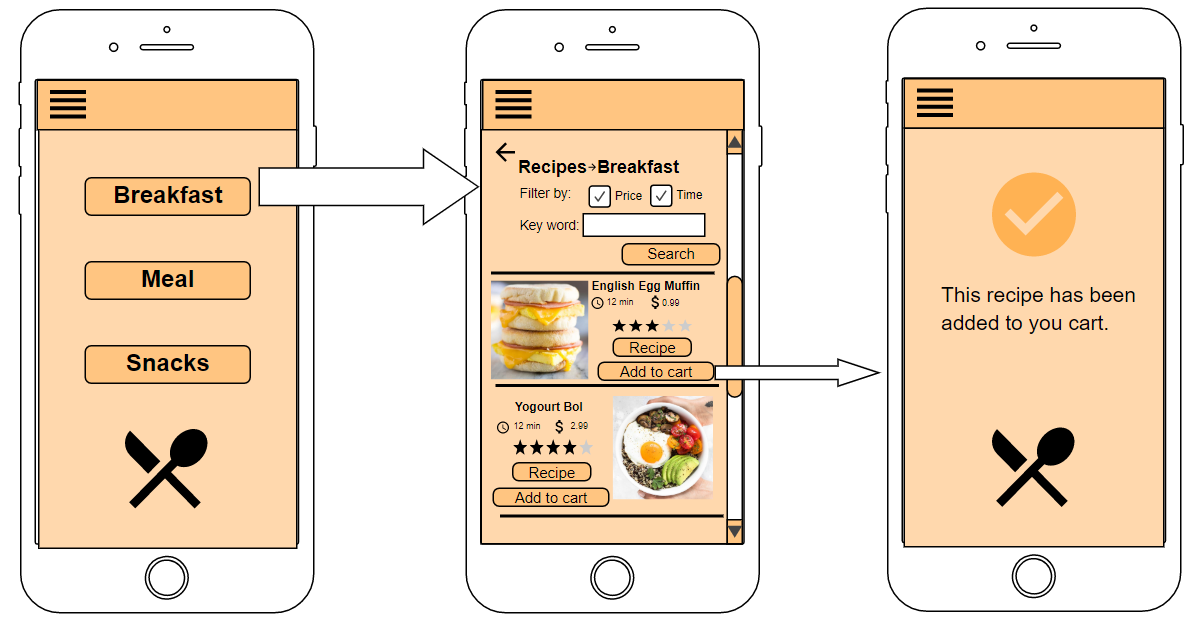 Breakfast
Meal
Snacks
Recipes→Breakfast
Filter by: Price Time
Key word:
Search
English Egg Muffin
12 min $ 0.99
Recipe
Add to cart
Yogourt Bol
12 min $ 2.99
Recipe
Add to cart
This recipe has been
added to you cart.